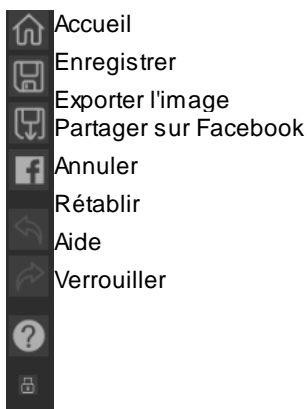 Accueil
Enregistrer
Exporter l'image
Partager sur Facebook
Annuler
Rétablir
Aide
Verrouiller